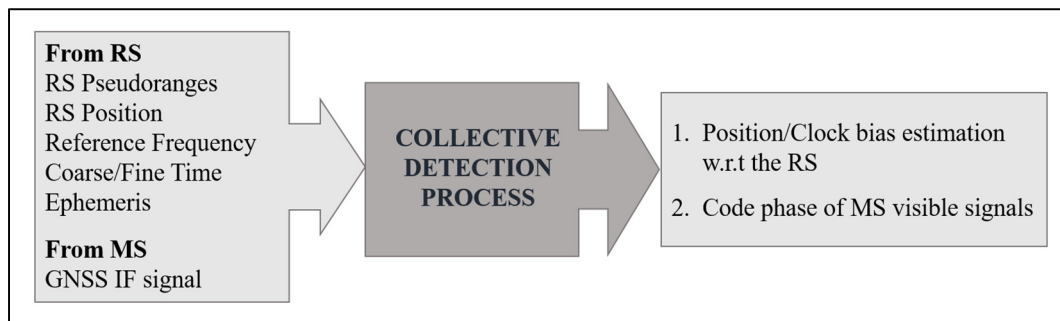 From RS
RS Pseudoranges
RS Position
Reference Frequency
Coarse/Fine Time
Ephemeris
From MS
GNSS IF signal
COLLECTIVE
DETECTION
PROCESS
1. Position/Clock bias estimation
w.r.t the RS
2. Code phase of MS visible signals